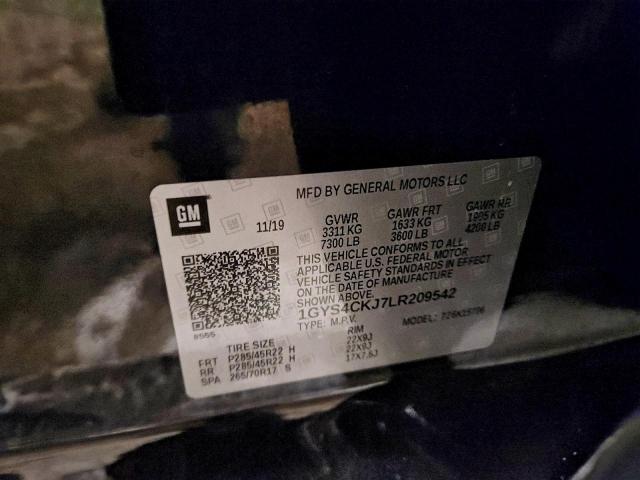 MFD BY GENERAL MOTORS LLC
GM
11/19
GVWR GAWR FRT GAWR RR
3311 KG 1633 KG 1905 KG
7300 LB 3600 LB 4200 LB
THIS VEHICLE CONFORMS TO ALL
APPLICABLE U.S. FEDERAL MOTOR
VEHICLE SAFETY STANDARDS IN EFFECT
ON THE DATE OF MANUFACTURE
SHOWN ABOVE.
1GYS4CKJ7LR209542
TYPE: M.P.V. MODEL:
TIRE SIZE RIM
FRT P285/45R22 H 22X9J
RR P285/45R22 H 22X9J
SPA 265/70R17 S 17X7.5J